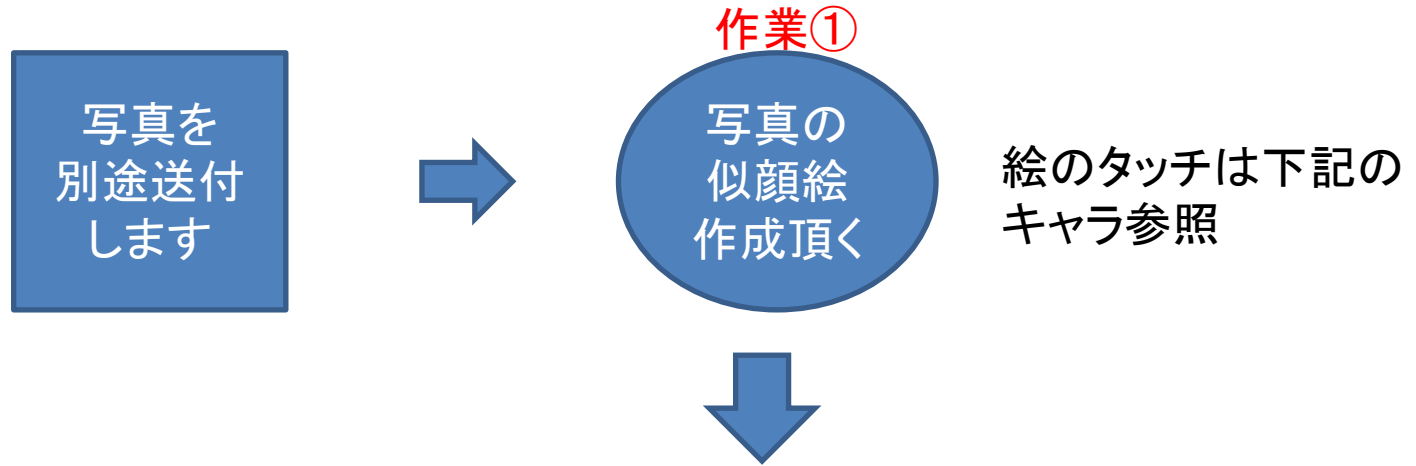 作業①
写真を
別途送付
します
写真の
似顔絵
作成頂く
絵のタッチは下記の
キャラ参照